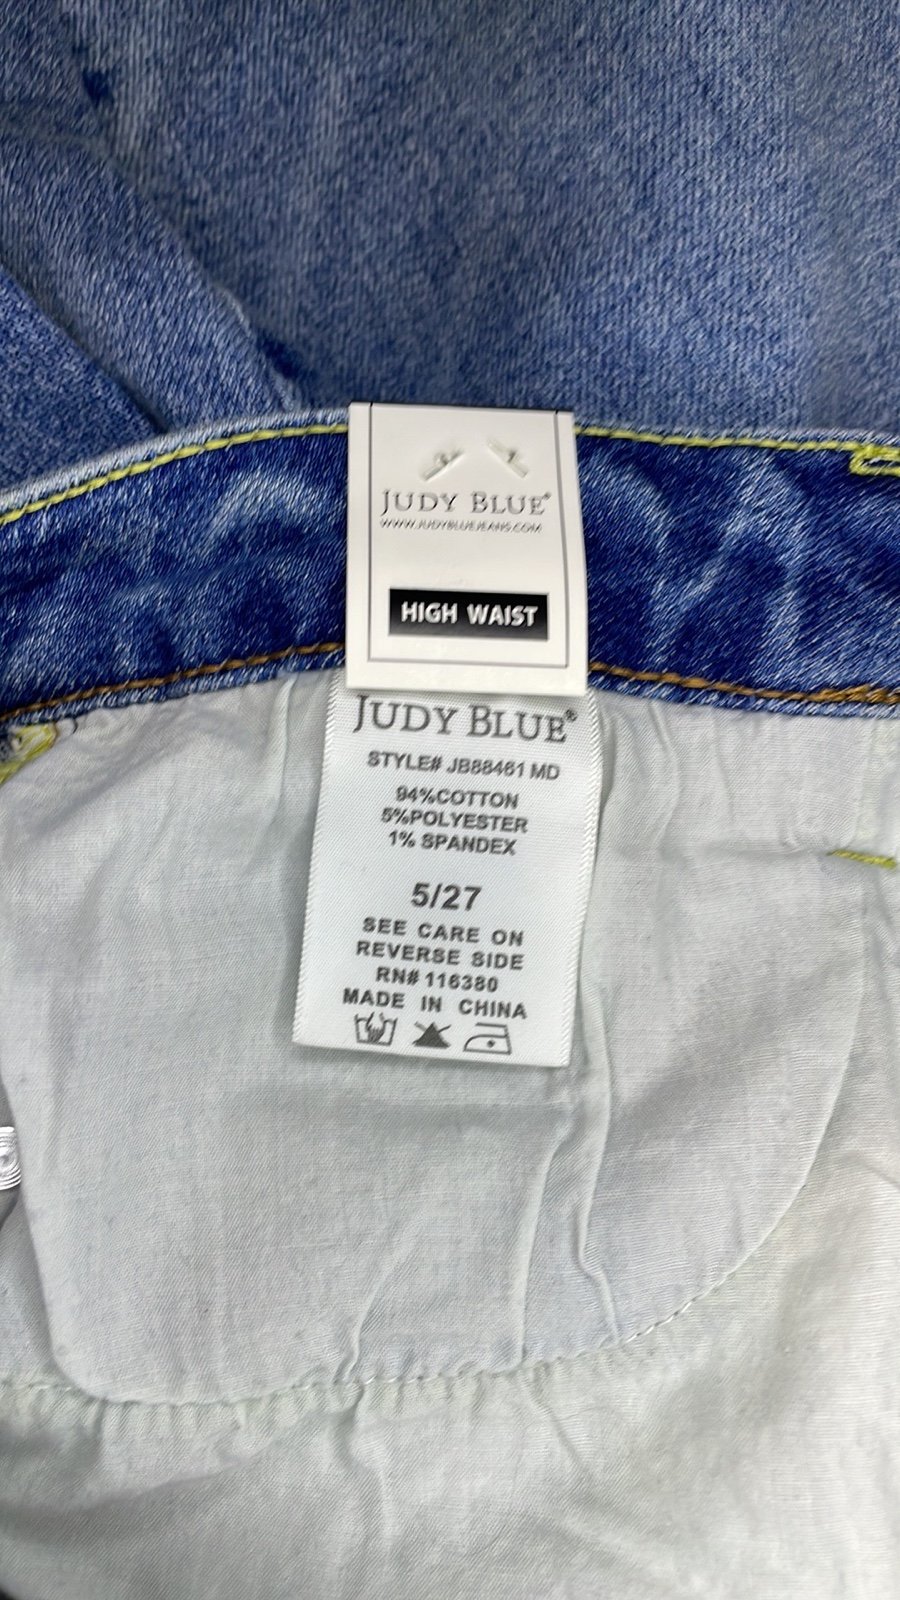 JUDY BLUE®
WWW.JUDYBLUEJEANS.COM
HIGH WAIST
JUDY BLUE®
STYLE# JB88461 MD
94%COTTON
5%POLYESTER
1% SPANDEX
5/27
SEE CARE ON
REVERSE SIDE
RN# 116380
MADE IN CHINA